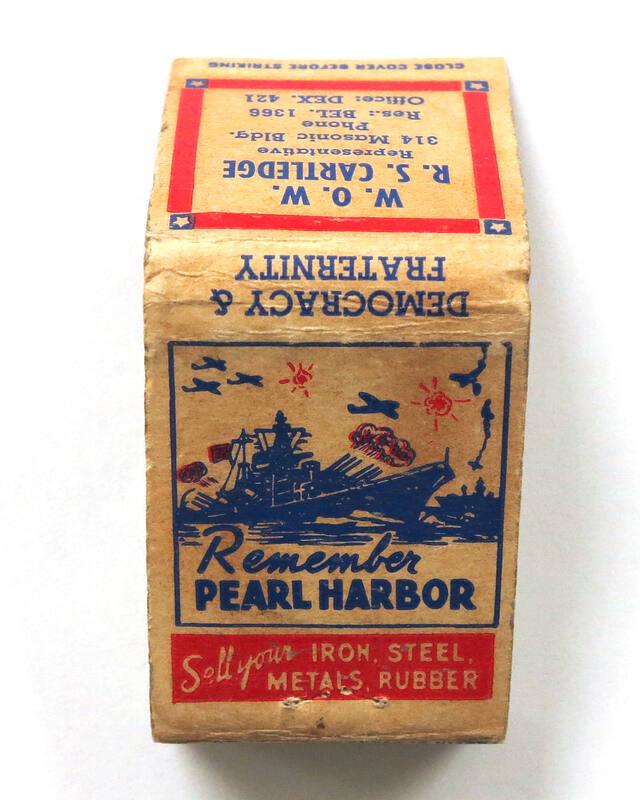 CLOSE COVER BEFORE STRIKING
W. O. W.
R. S. CARTLEDGE
Representative
314 Masonic Bldg.
Phone
Res.: BEL. 1366
Office: DEX. 421
DEMOCRACY &
FRATERNITY
Remember
PEARL HARBOR
Sell your IRON, STEEL,
METALS, RUBBER